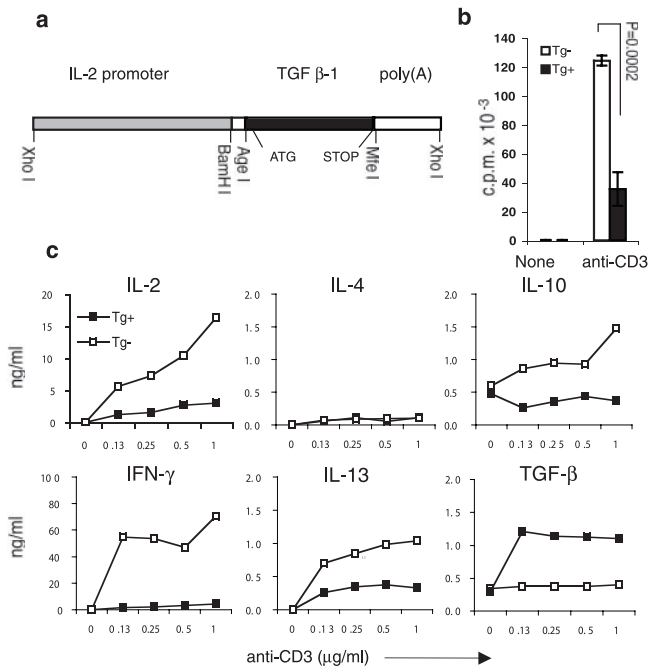 a
IL-2 promoter
TGF β-1
poly(A)
Xho I
BamH I
Age I
ATG
STOP
Mfe I
Xho I
b
Tg-
Tg+
P=0.0002
c.p.m. x 10-3
140
120
100
80
60
40
20
0
None
anti-CD3
c
IL-2
Tg+
Tg-
ng/ml
20
15
10
5
0
0 0 .13 0.25 0.5 1
IL-4
2.0
1.5
1.0
0.5
0.0
0 0 .13 0.25 0.5 1
IL-10
2.0
1.5
1.0
0.5
0.0
0 0 .1 3 0.2 5 0.5 1
IFN-γ
ng/ml
10 0
80
60
40
20
0
0 0 .13 0.25 0.5 1
IL-13
2.0
1.5
1.0
0.5
0.0
0 0.13 0.25 0.5 1
TGF-β
2.0
1.5
1.0
0.5
0.0
0 0 .13 0.25 0.5 1
anti-CD3 (μg/ml)